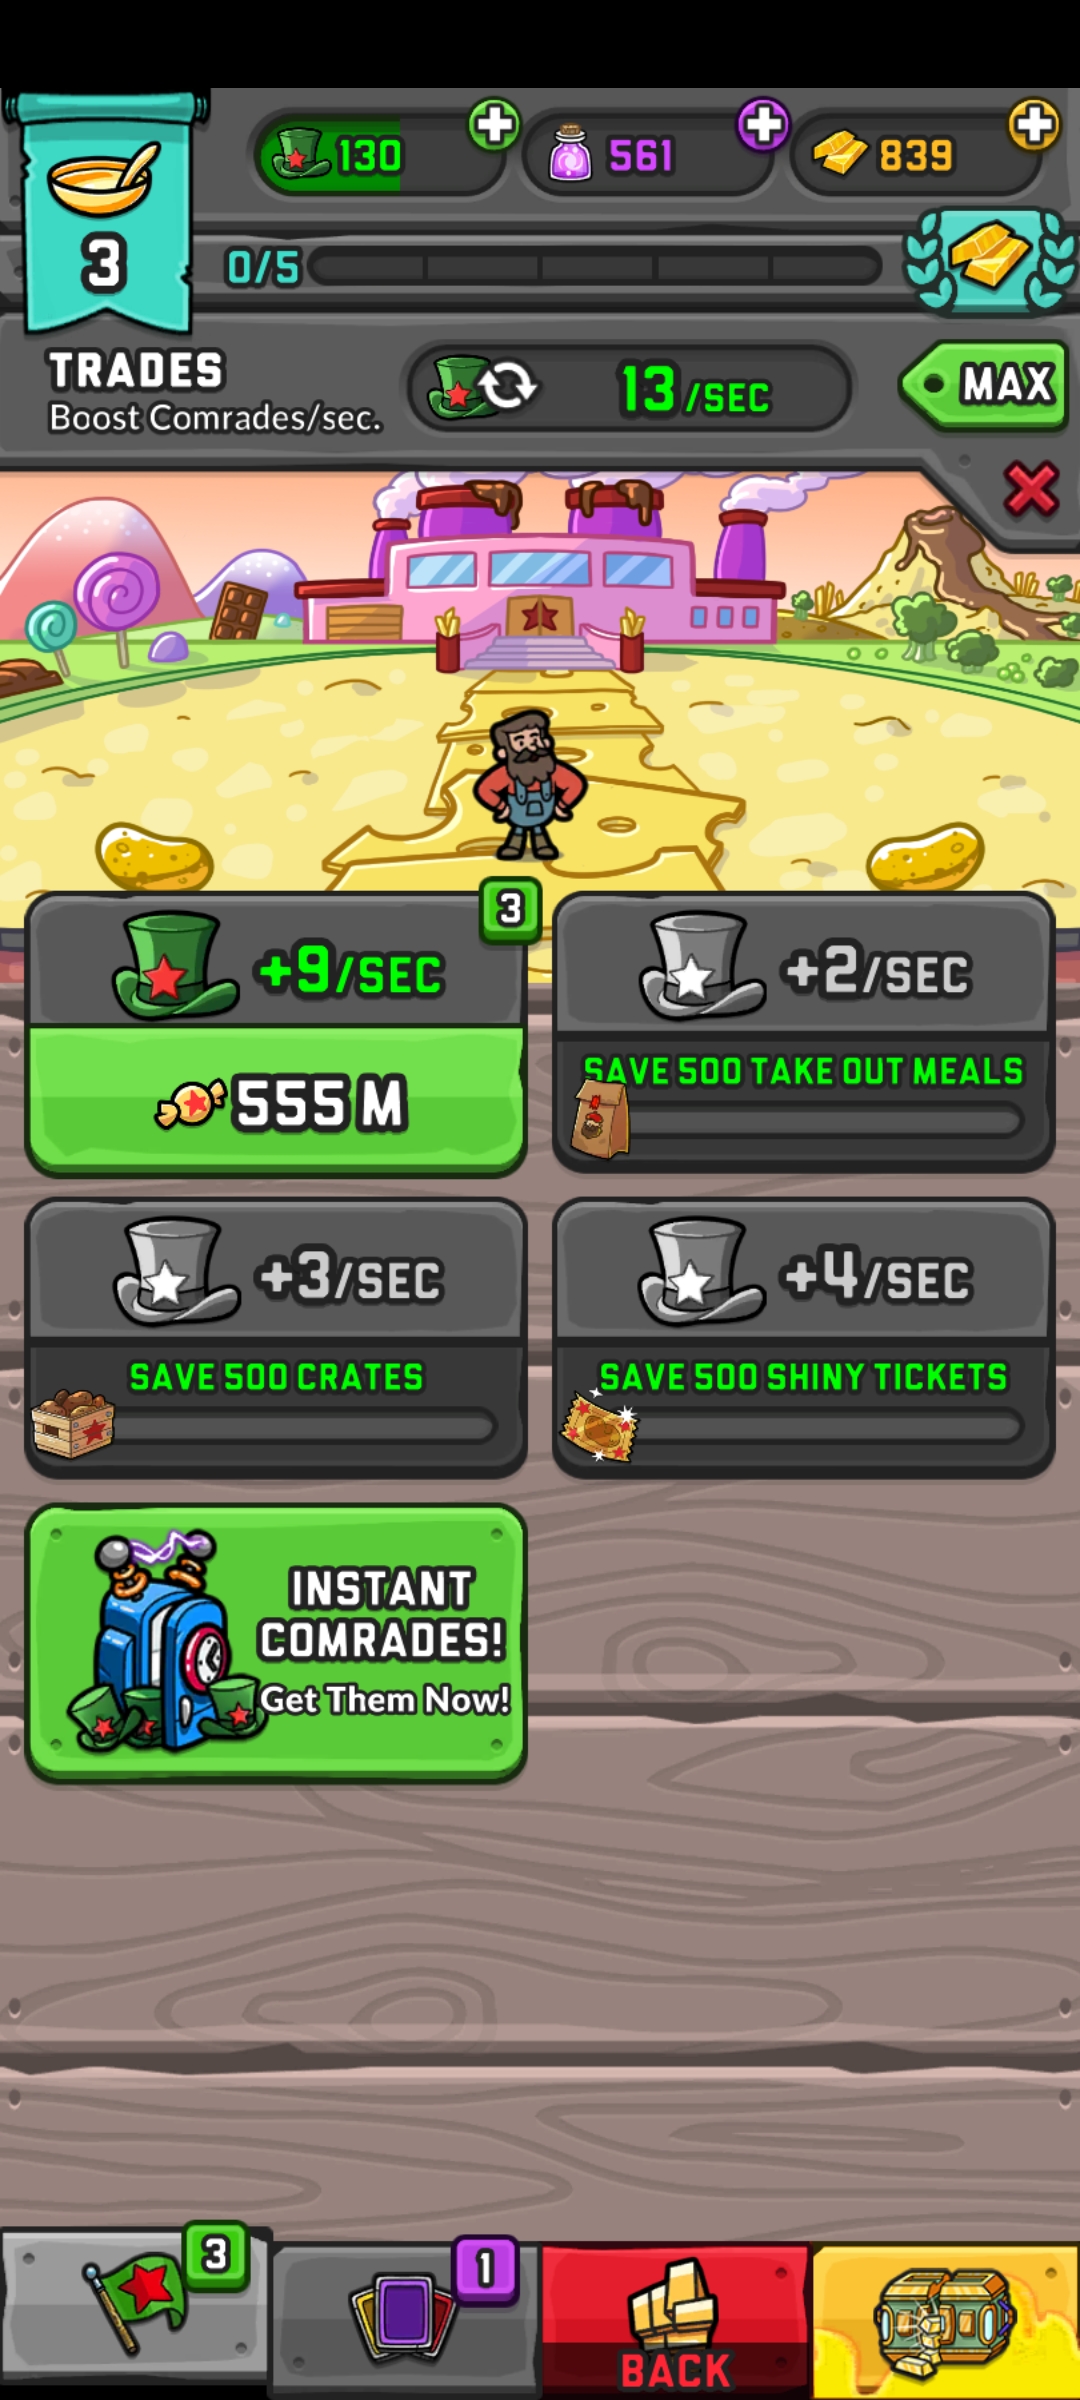 130
561
839
3
0/5
TRADES
Boost Comrades/sec.
13/SEC
MAX
3
+9/SEC
555 M
+2/SEC
SAVE 500 TAKE OUT MEALS
+3/SEC
SAVE 500 CRATES
+4/SEC
SAVE 500 SHINY TICKETS
INSTANT
COMRADES!
Get Them Now!
3
1
BACK